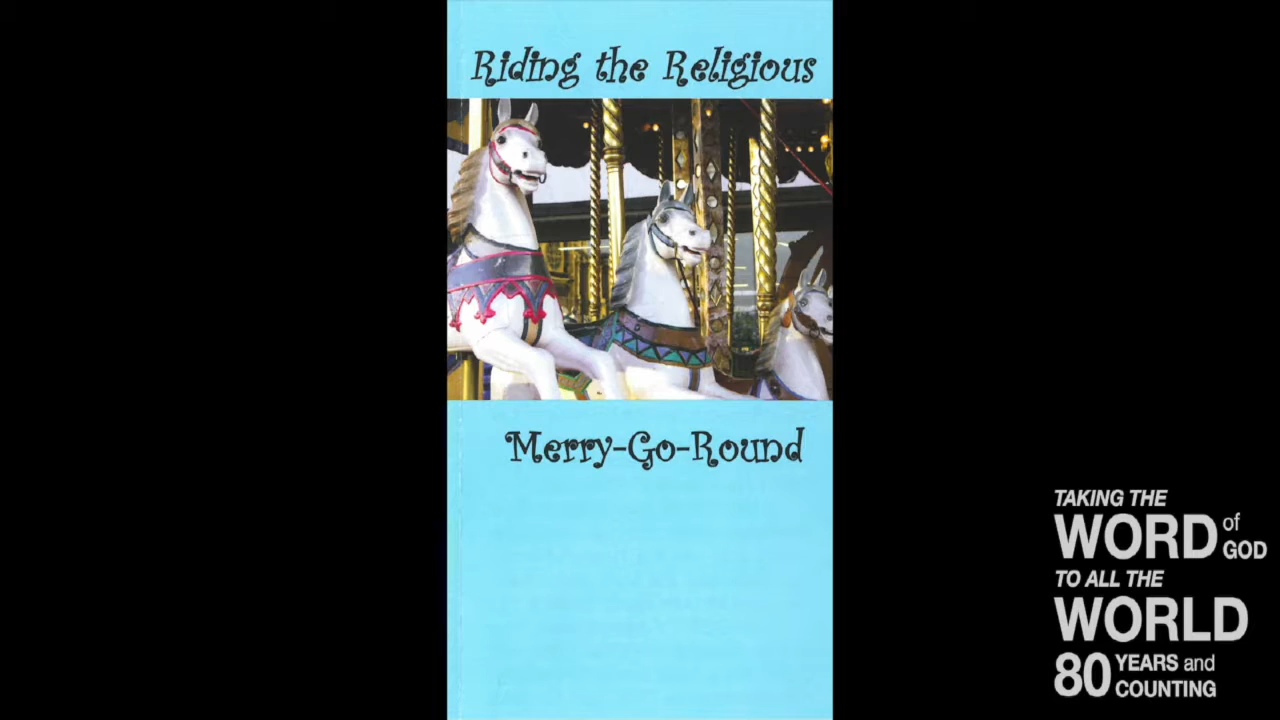 Riding the Religious
Merry-Go-Round
TAKING THE
WORD of GOD
TO ALL THE
WORLD
80 YEARS and
COUNTING